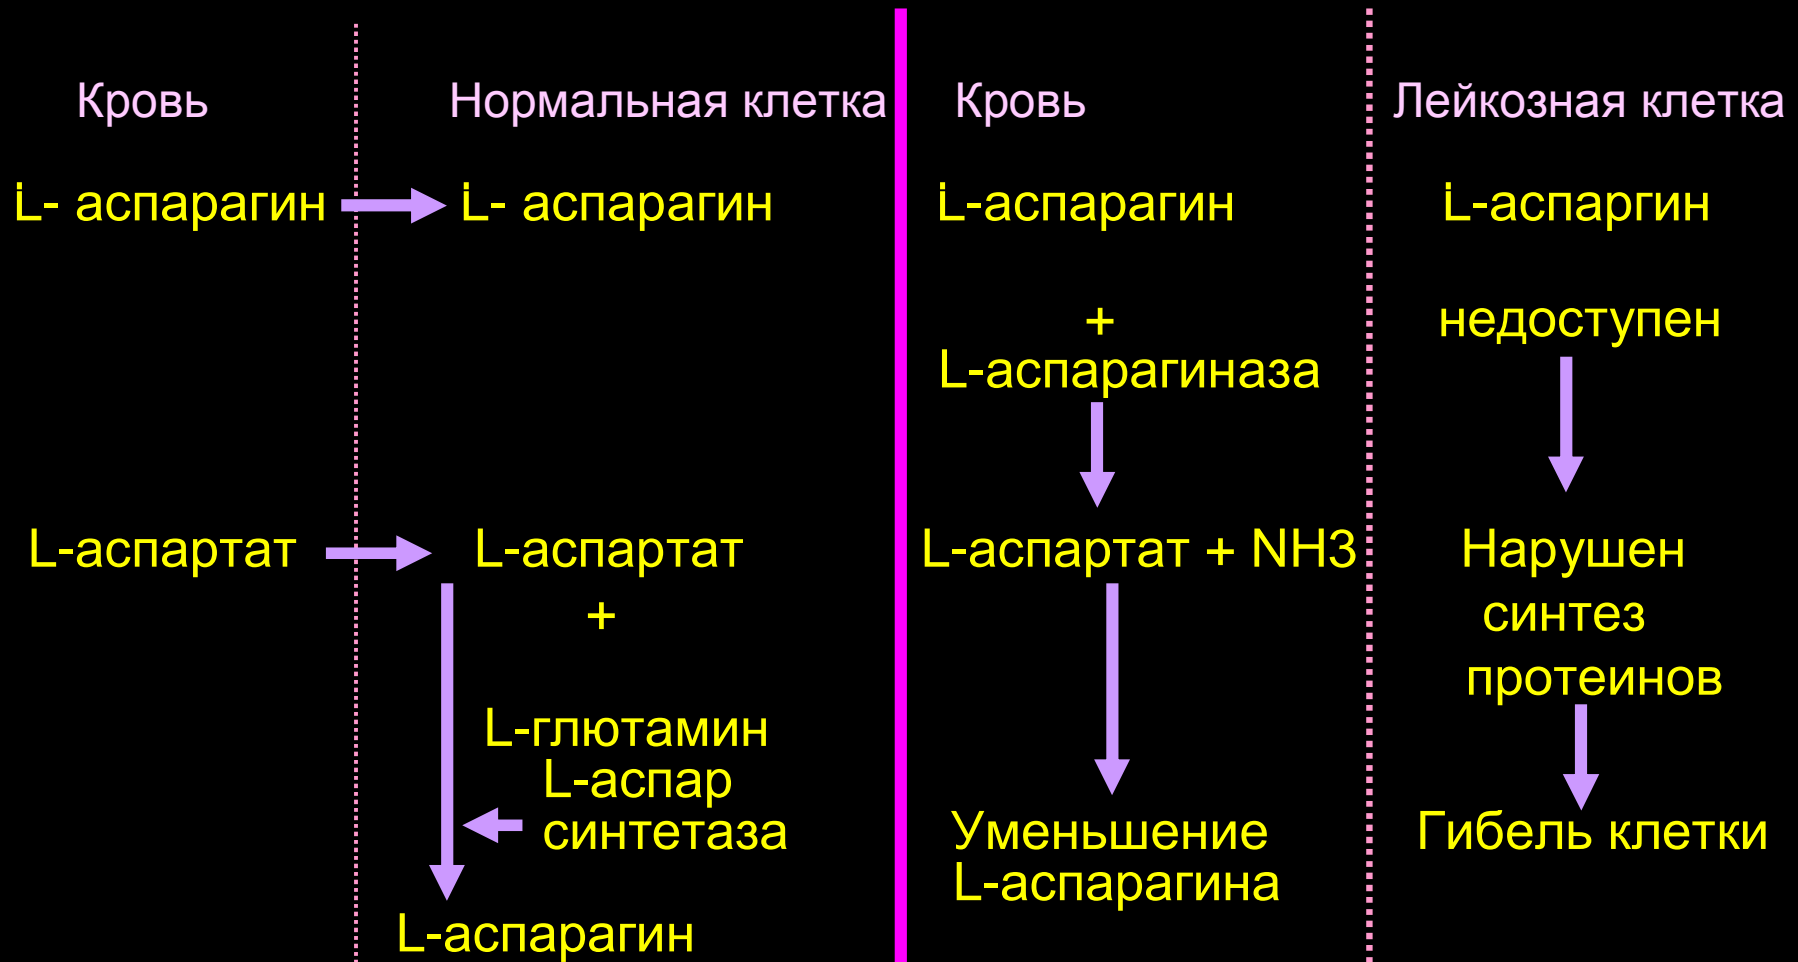 Кровь
Нормальная клетка
L- аспарагин
L- аспарагин
L-аспартат
L-аспартат
+
L-глютамин
L-аспар
синтетаза
L-аспарагин
Кровь
Лейкозная клетка
L-аспарагин
L-аспаргин
+
недоступен
L-аспарагиназа
L-аспартат + NH3
Нарушен
синтез
протеинов
Уменьшение
L-аспарагина
Гибель клетки